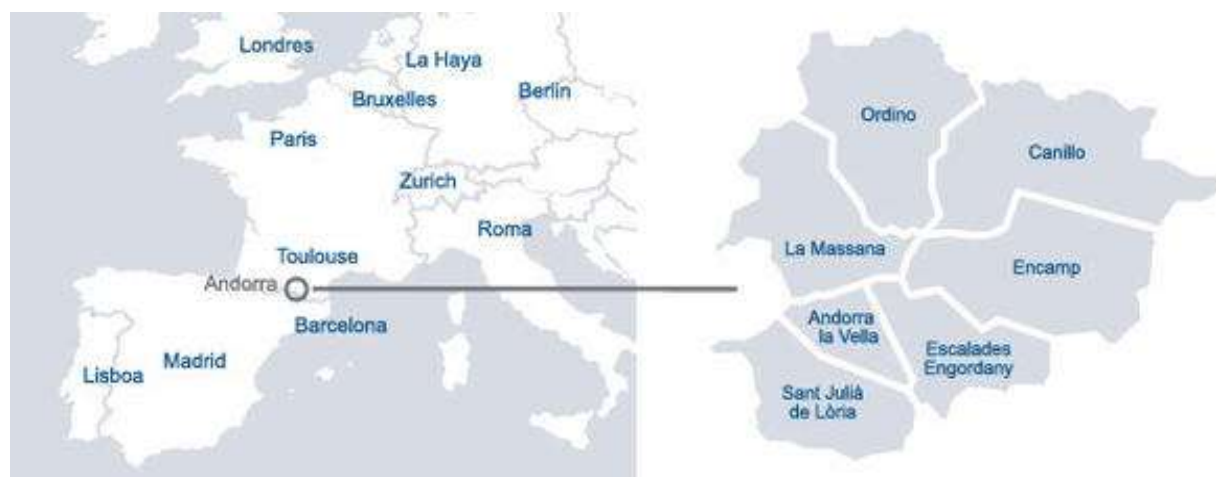 Londres
La Haya
Berlin
Bruxelles
Paris
Zurich
Roma
Toulouse
Andorra
Barcelona
Madrid
Lisboa
Ordino
Canillo
La Massana
Encamp
Andorra
la Vella
Escalades
Engordany
Sant Julià
de Lòria